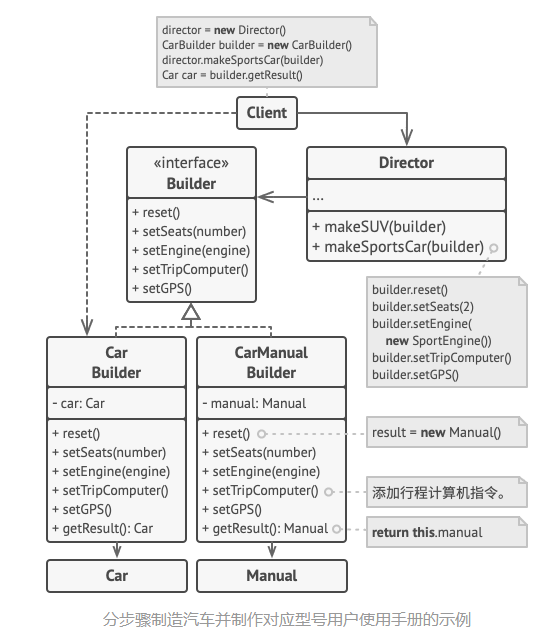 director = new Director()
CarBuilder builder = new CarBuilder()
director.makeSportsCar(builder)
Car car = builder.getResult()
Client
«interface»
Builder
+ reset()
+ setSeats(number)
+ setEngine(engine)
+ setTripComputer()
+ setGPS()
Director
...
+ makeSUV(builder)
+ makeSportsCar(builder)
builder.reset()
builder.setSeats(2)
builder.setEngine(
new SportEngine())
builder.setTripComputer()
builder.setGPS()
Car
Builder
- car: Car
+ reset()
+ setSeats(number)
+ setEngine(engine)
+ setTripComputer()
+ setGPS()
+ getResult(): Car
CarManual
Builder
- manual: Manual
+ reset()
+ setSeats(number)
+ setEngine(engine)
+ setTripComputer()
+ setGPS()
+ getResult(): Manual
result = new Manual()
添加行程计算机指令。
return this.manual
Car
Manual
分步骤制造汽车并制作对应型号用户使用手册的示例